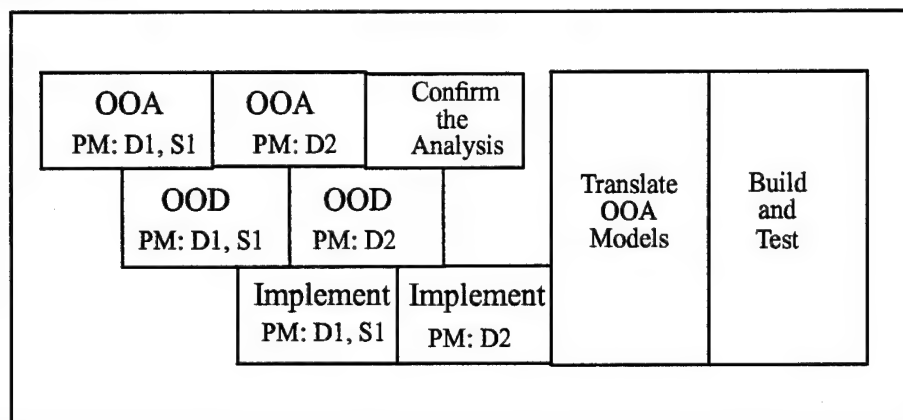 OOA
PM: D1, S1
OOA
PM: D2
Confirm
the
Analysis
OOD
PM: D1, S1
OOD
PM: D2
Implement
PM: D1, S1
Implement
PM: D2
Translate
OOA
Models
Build
and
Test